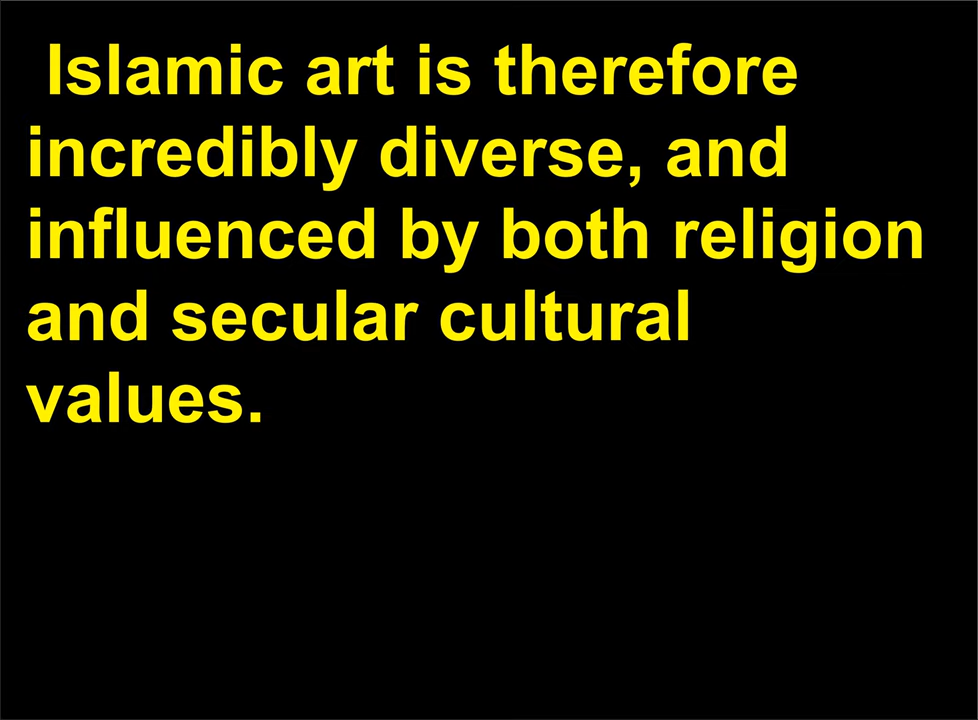 Islamic art is therefore
incredibly diverse, and
influenced by both religion
and secular cultural
values.